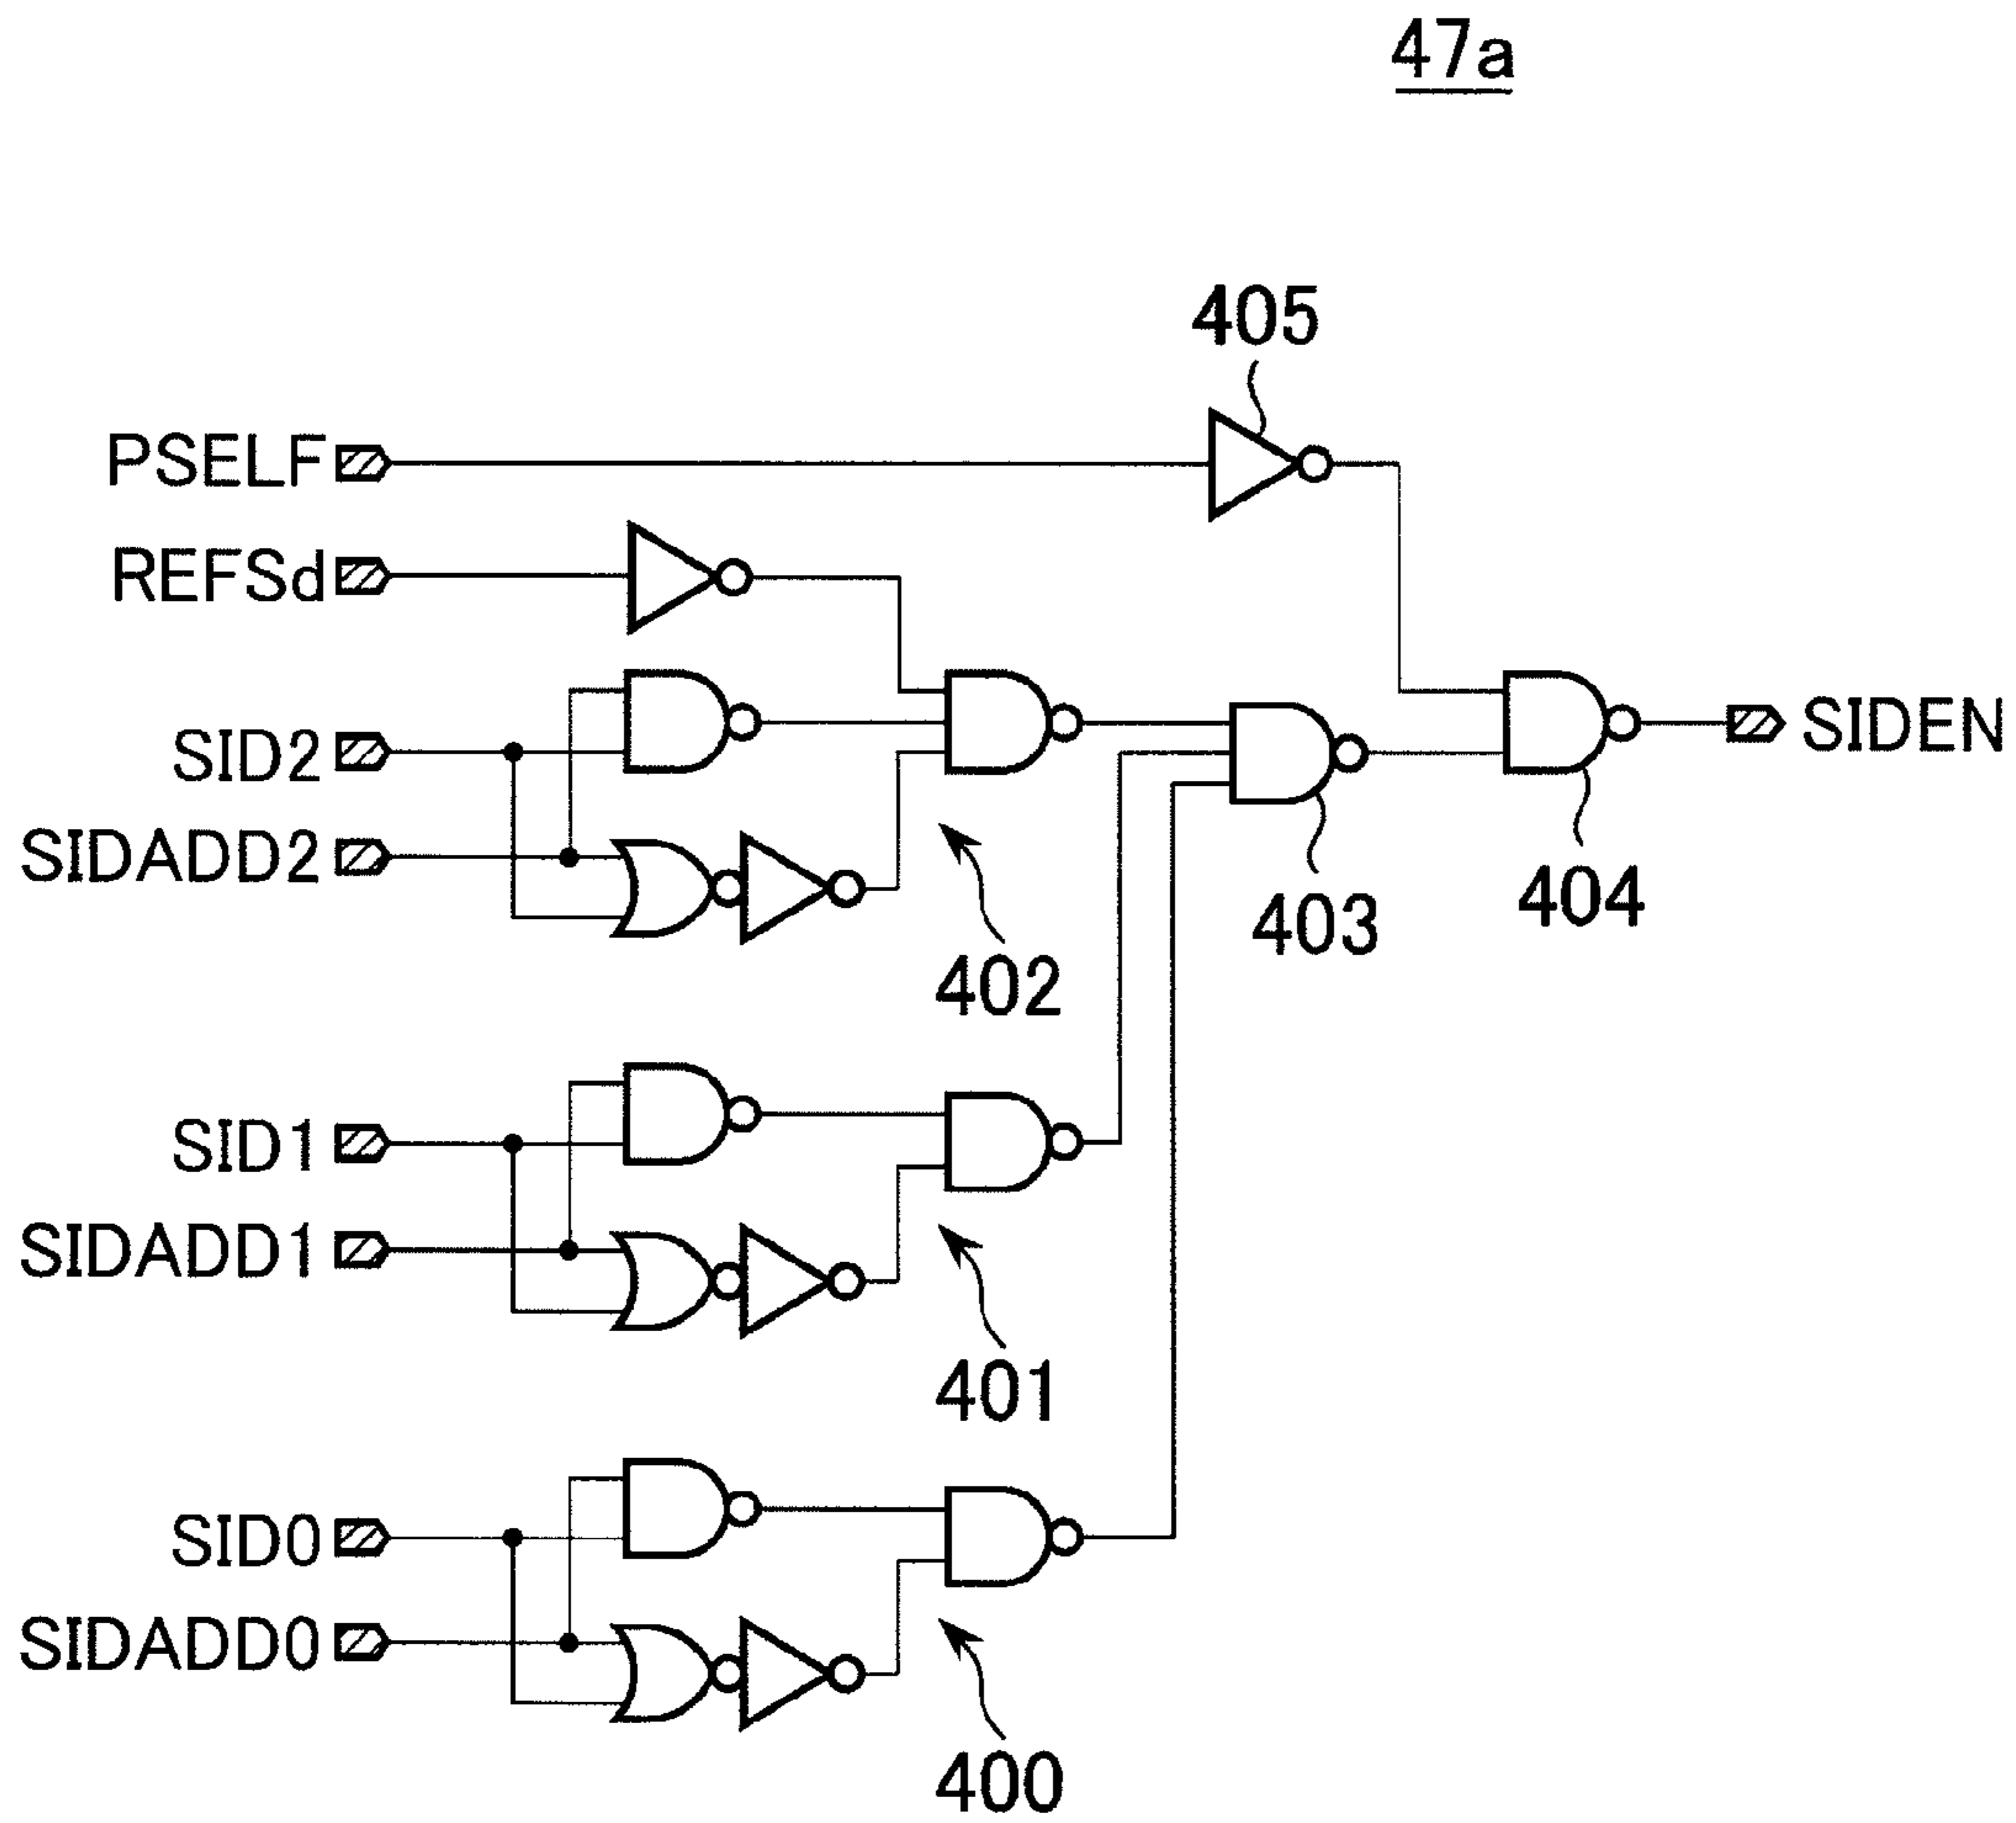 47a
405
PSELF
REFSd
SID2
SIDEN
SIDADD2
403
404
402
SID1
SIDADD1
401
SID0
SIDADD0
400